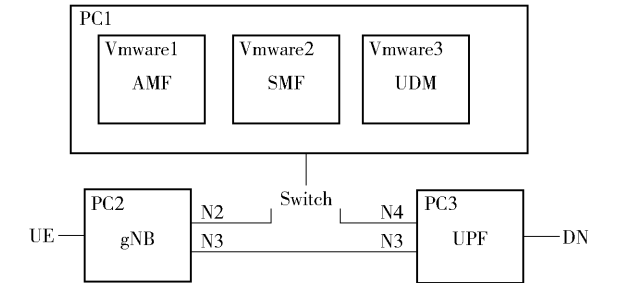 PC1
Vmware1 Vmware2 Vmware3
AMF SMF UDM
Switch
PC2 N2 N4 PC3
UE gNB N3 N3 UPF DN